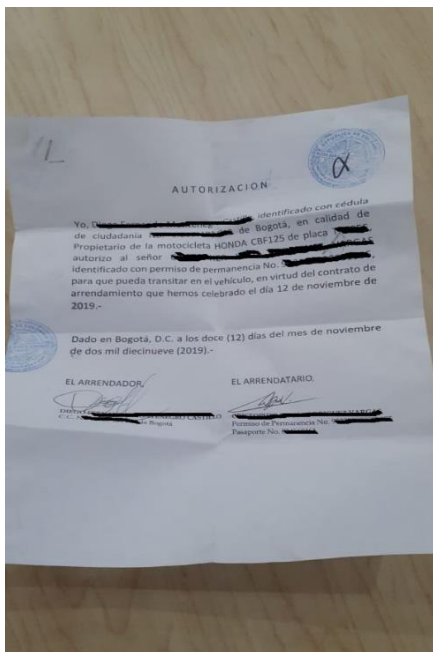 AUTORIZACION
Yo, identificado con cédula
de ciudadanía de Bogotá, en calidad de
Propietario de la motocicleta HONDA CBF125 de placa
autorizo al señor
identificado con permiso de permanencia No.
para que pueda transitar en el vehículo, en virtud del contrato de
arrendamiento que hemos celebrado el día 12 de noviembre de
2019.-
Dado en Bogotá, D.C. a los doce (12) días del mes de noviembre
de dos mil diecinueve (2019).-
EL ARRENDADOR,
C.C. de Bogotá
EL ARRENDATARIO,
Permiso de Permanencia No.
Pasaporte No.